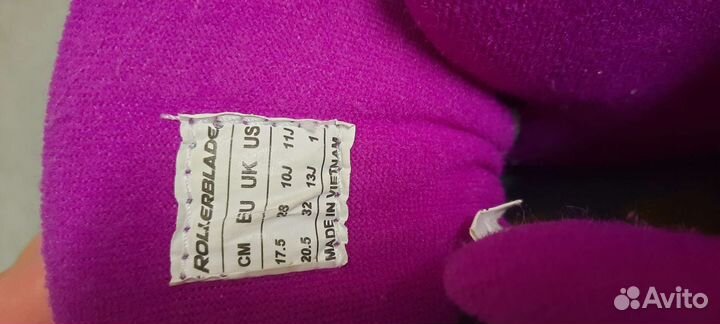 ROLLERBLADE
CM EU UK US
17.5 28 10J 11J
20.5 32 13J 1
MADE IN VIETNAM
Avito